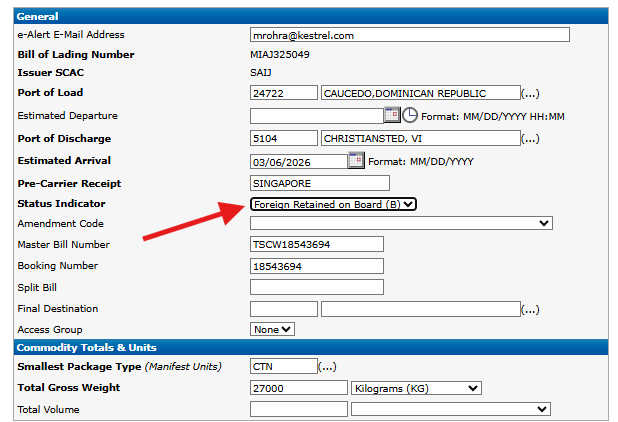 General
e-Alert E-Mail Address mrohra@kestrel.com
Bill of Lading Number MIAJ325049
Issuer SCAC SAIJ
Port of Load 24722 CAUCEDO,DOMINICAN REPUBLIC (...)
Estimated Departure Format: MM/DD/YYYY HH:MM
Port of Discharge 5104 CHRISTIANSTED, VI (...)
Estimated Arrival 03/06/2026 Format: MM/DD/YYYY
Pre-Carrier Receipt SINGAPORE
Status Indicator Foreign Retained on Board (B)
Amendment Code
Master Bill Number TSCW18543694
Booking Number 18543694
Split Bill
Final Destination (...)
Access Group None
Commodity Totals & Units
Smallest Package Type (Manifest Units) CTN (...)
Total Gross Weight 27000 Kilograms (KG)
Total Volume